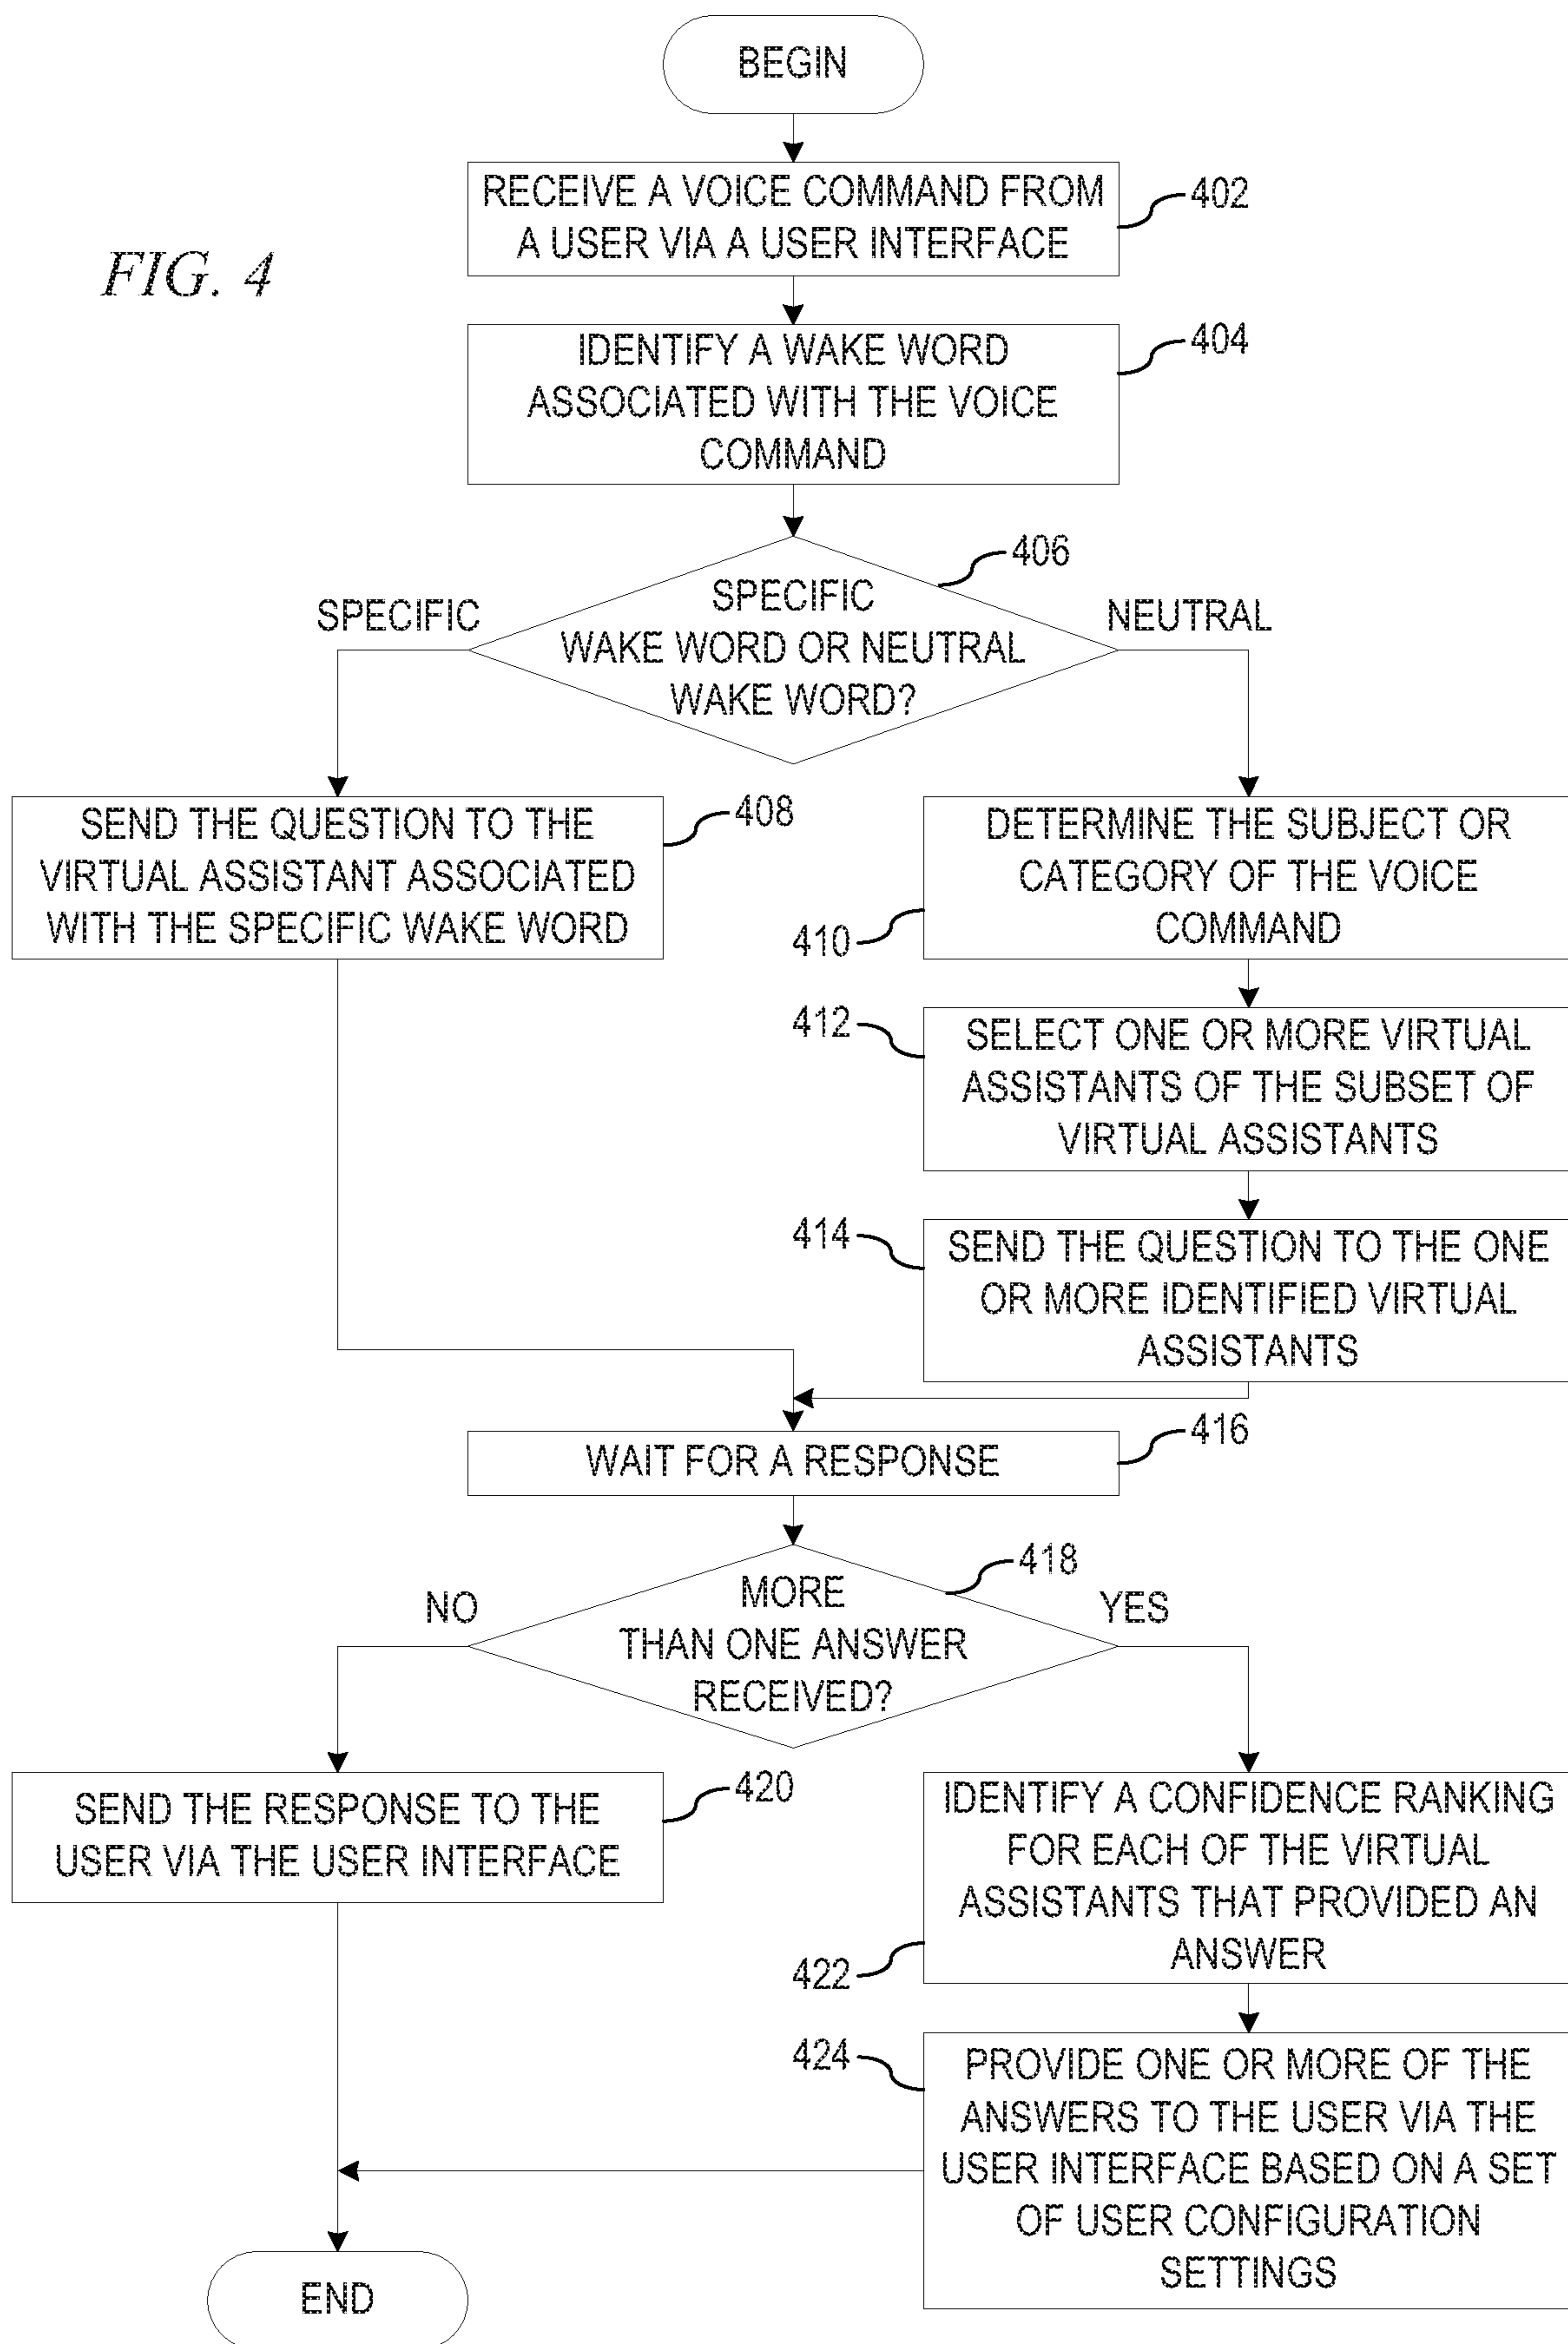 BEGIN
RECEIVE A VOICE COMMAND FROM
A USER VIA A USER INTERFACE
402
FIG. 4
IDENTIFY A WAKE WORD
ASSOCIATED WITH THE VOICE
COMMAND
404
406
SPECIFIC
WAKE WORD OR NEUTRAL
WAKE WORD?
SPECIFIC
NEUTRAL
SEND THE QUESTION TO THE
VIRTUAL ASSISTANT ASSOCIATED
WITH THE SPECIFIC WAKE WORD
408
DETERMINE THE SUBJECT OR
CATEGORY OF THE VOICE
COMMAND
410
412
SELECT ONE OR MORE VIRTUAL
ASSISTANTS OF THE SUBSET OF
VIRTUAL ASSISTANTS
414
SEND THE QUESTION TO THE ONE
OR MORE IDENTIFIED VIRTUAL
ASSISTANTS
WAIT FOR A RESPONSE
416
418
MORE
THAN ONE ANSWER
RECEIVED?
NO
YES
SEND THE RESPONSE TO THE
USER VIA THE USER INTERFACE
420
IDENTIFY A CONFIDENCE RANKING
FOR EACH OF THE VIRTUAL
ASSISTANTS THAT PROVIDED AN
ANSWER
422
424
PROVIDE ONE OR MORE OF THE
ANSWERS TO THE USER VIA THE
USER INTERFACE BASED ON A SET
OF USER CONFIGURATION
SETTINGS
END